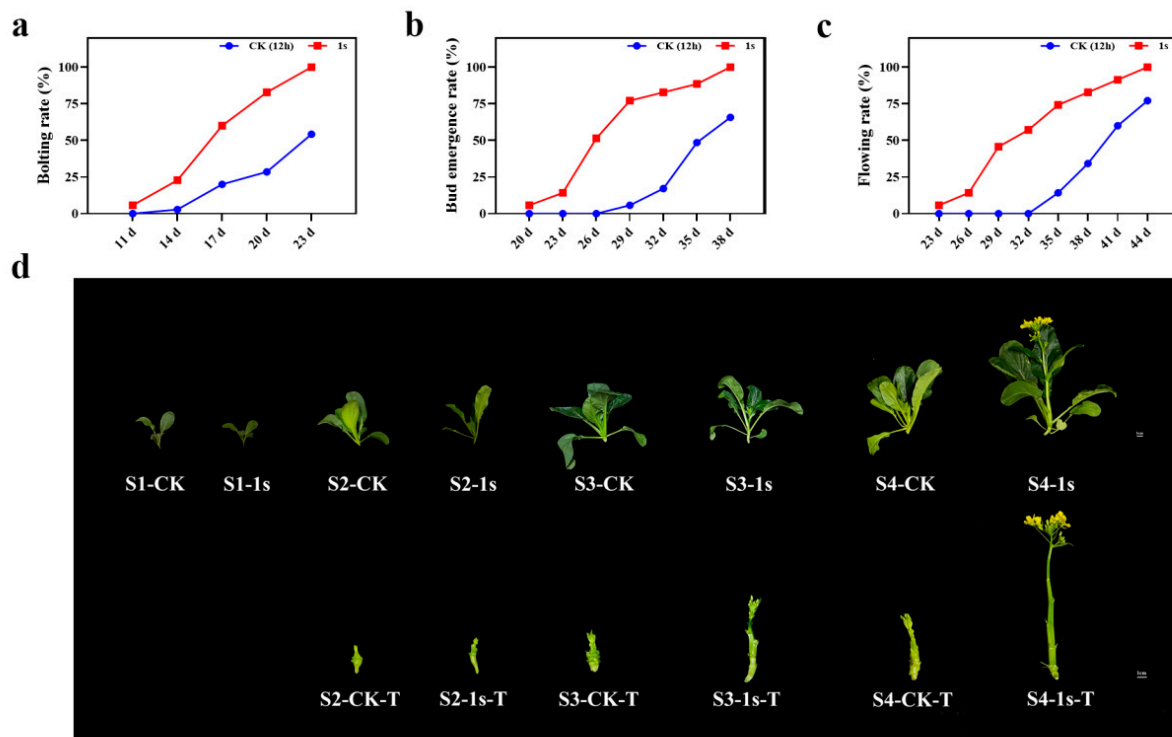 a
CK (12h) 1s
Bolting rate (%)
100
75
50
25
0
11 d 14 d 17 d 20 d 23 d
b
CK (12h) 1s
Bud emergence rate (%)
100
75
50
25
0
20 d 23 d 26 d 29 d 32 d 35 d 38 d
c
CK (12h) 1s
Flowing rate (%)
100
75
50
25
0
23 d 26 d 29 d 32 d 35 d 38 d 41 d 44 d
d
S1-CK S1-1s S2-CK S2-1s S3-CK S3-1s S4-CK S4-1s
S2-CK-T S2-1s-T S3-CK-T S3-1s-T S4-CK-T S4-1s-T